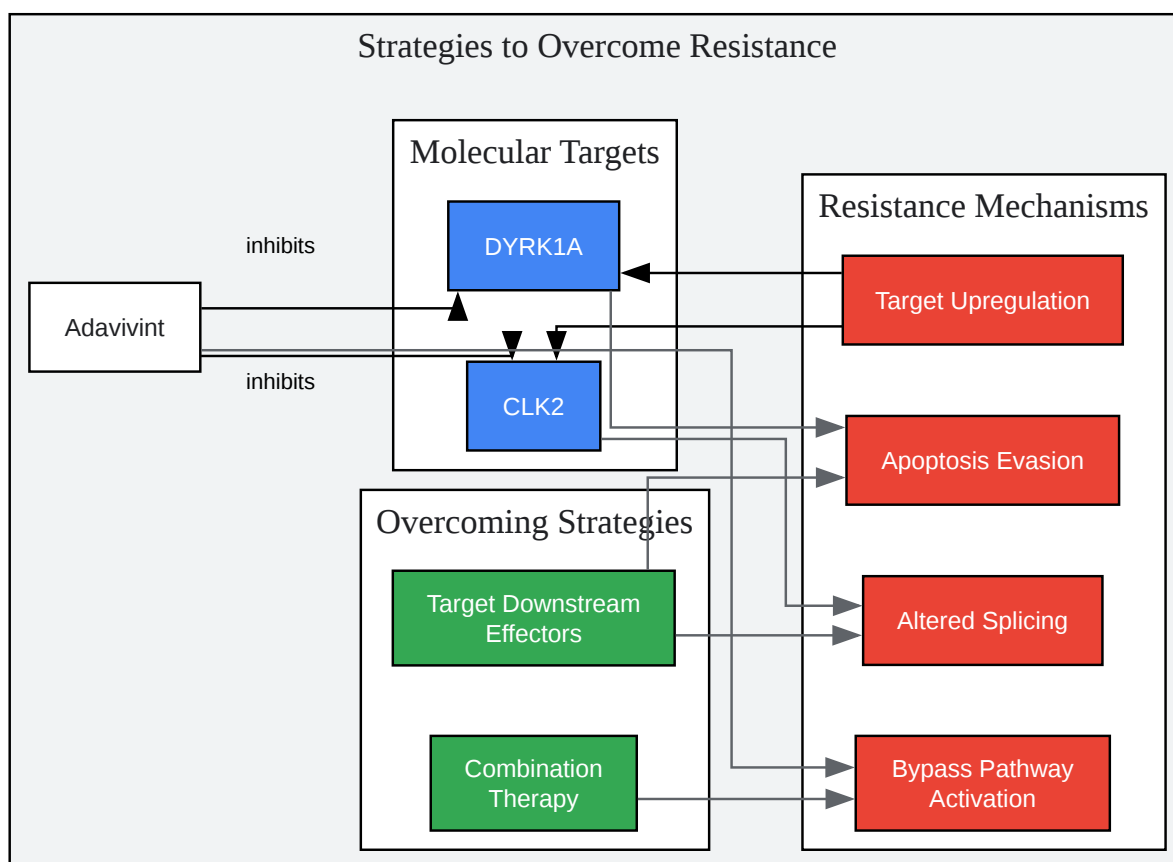 Strategies to Overcome Resistance
Molecular Targets
DYRK1A
CLK2
inhibits
inhibits
Adavivint
Resistance Mechanisms
Target Upregulation
Apoptosis Evasion
Altered Splicing
Bypass Pathway
Activation
Overcoming Strategies
Target Downstream
Effectors
Combination
Therapy